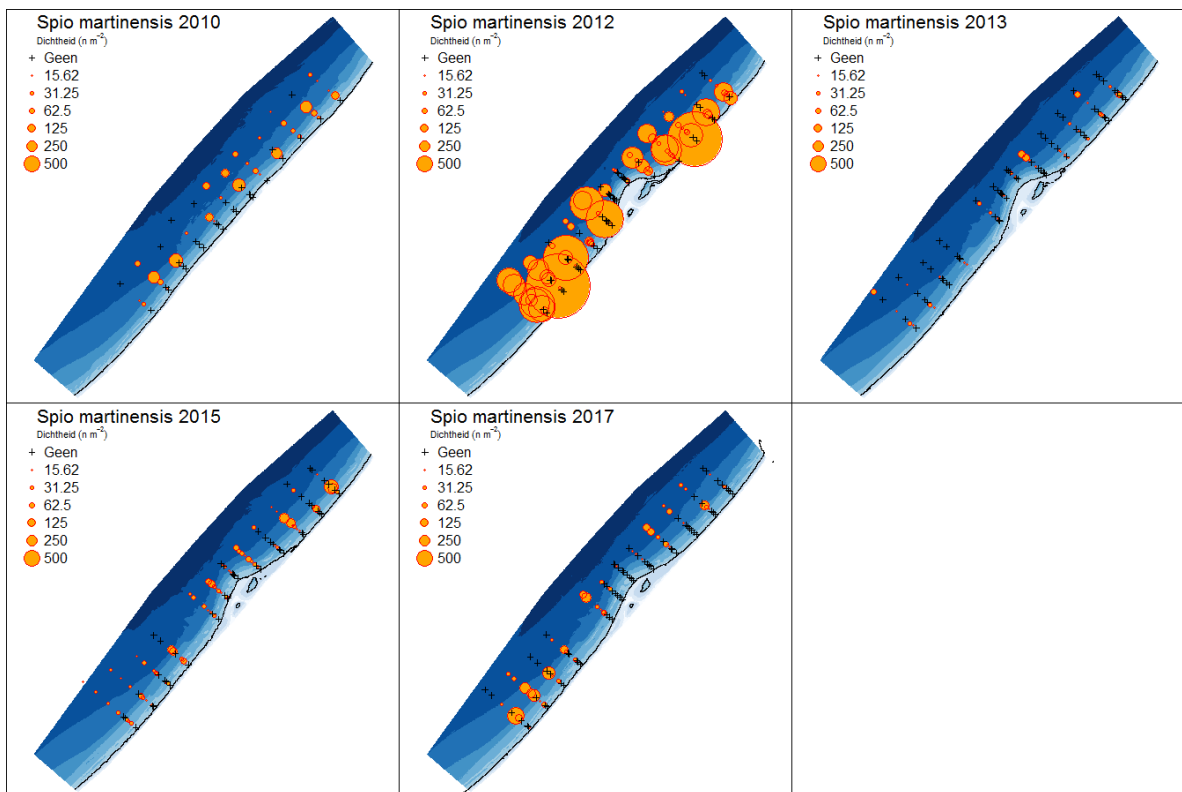 Spio martinensis 2010
Dichtheid (n m⁻²)
Geen
15.62
31.25
62.5
125
250
500
Spio martinensis 2012
Dichtheid (n m⁻²)
Geen
15.62
31.25
62.5
125
250
500
Spio martinensis 2013
Dichtheid (n m⁻²)
Geen
15.62
31.25
62.5
125
250
500
Spio martinensis 2015
Dichtheid (n m⁻²)
Geen
15.62
31.25
62.5
125
250
500
Spio martinensis 2017
Dichtheid (n m⁻²)
Geen
15.62
31.25
62.5
125
250
500